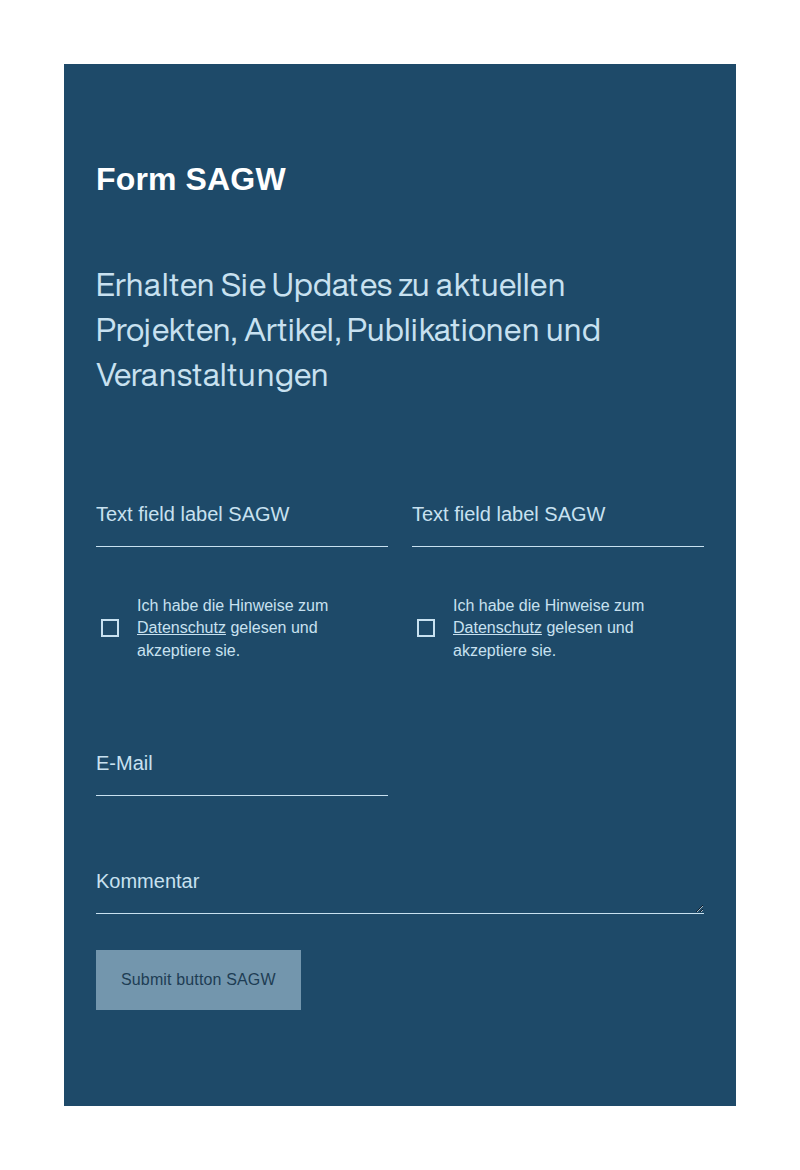 Form SAGW
Erhalten Sie Updates zu aktuellen
Projekten, Artikel, Publikationen und
Veranstaltungen
Text field label SAGW
Text field label SAGW
Ich habe die Hinweise zum
Datenschutz gelesen und
akzeptiere sie.
Ich habe die Hinweise zum
Datenschutz gelesen und
akzeptiere sie.
E-Mail
Kommentar
Submit button SAGW